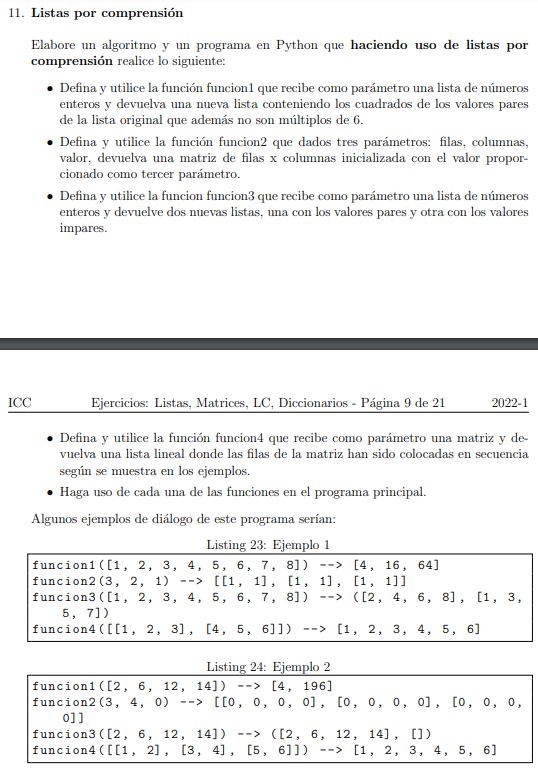 11. Listas por comprensión
Elabore un algoritmo y un programa en Python que haciendo uso de listas por
comprensión realice lo siguiente:
• Defina y utilice la función funcion1 que recibe como parámetro una lista de números
enteros y devuelva una nueva lista conteniendo los cuadrados de los valores pares
de la lista original que además no son múltiplos de 6.
• Defina y utilice la función funcion2 que dados tres parámetros: filas, columnas,
valor, devuelva una matriz de filas x columnas inicializada con el valor propor-
cionado como tercer parámetro.
• Defina y utilice la funcion funcion3 que recibe como parámetro una lista de números
enteros y devuelve dos nuevas listas, una con los valores pares y otra con los valores
impares.
ICC Ejercicios: Listas, Matrices, LC, Diccionarios - Página 9 de 21 2022-1
• Defina y utilice la función funcion4 que recibe como parámetro una matriz y de-
vuelva una lista lineal donde las filas de la matriz han sido colocadas en secuencia
según se muestra en los ejemplos.
• Haga uso de cada una de las funciones en el programa principal.
Algunos ejemplos de diálogo de este programa serían:
Listing 23: Ejemplo 1
funcion1([1, 2, 3, 4, 5, 6, 7, 8]) --> [4, 16, 64]
funcion2(3, 2, 1) --> [[1, 1], [1, 1], [1, 1]]
funcion3([1, 2, 3, 4, 5, 6, 7, 8]) --> ([2, 4, 6, 8], [1, 3,
5, 7])
funcion4([[1, 2, 3], [4, 5, 6]]) --> [1, 2, 3, 4, 5, 6]
Listing 24: Ejemplo 2
funcion1([2, 6, 12, 14]) --> [4, 196]
funcion2(3, 4, 0) --> [[0, 0, 0, 0], [0, 0, 0, 0], [0, 0, 0,
0]]
funcion3([2, 6, 12, 14]) --> ([2, 6, 12, 14], [])
funcion4([[1, 2], [3, 4], [5, 6]]) --> [1, 2, 3, 4, 5, 6]